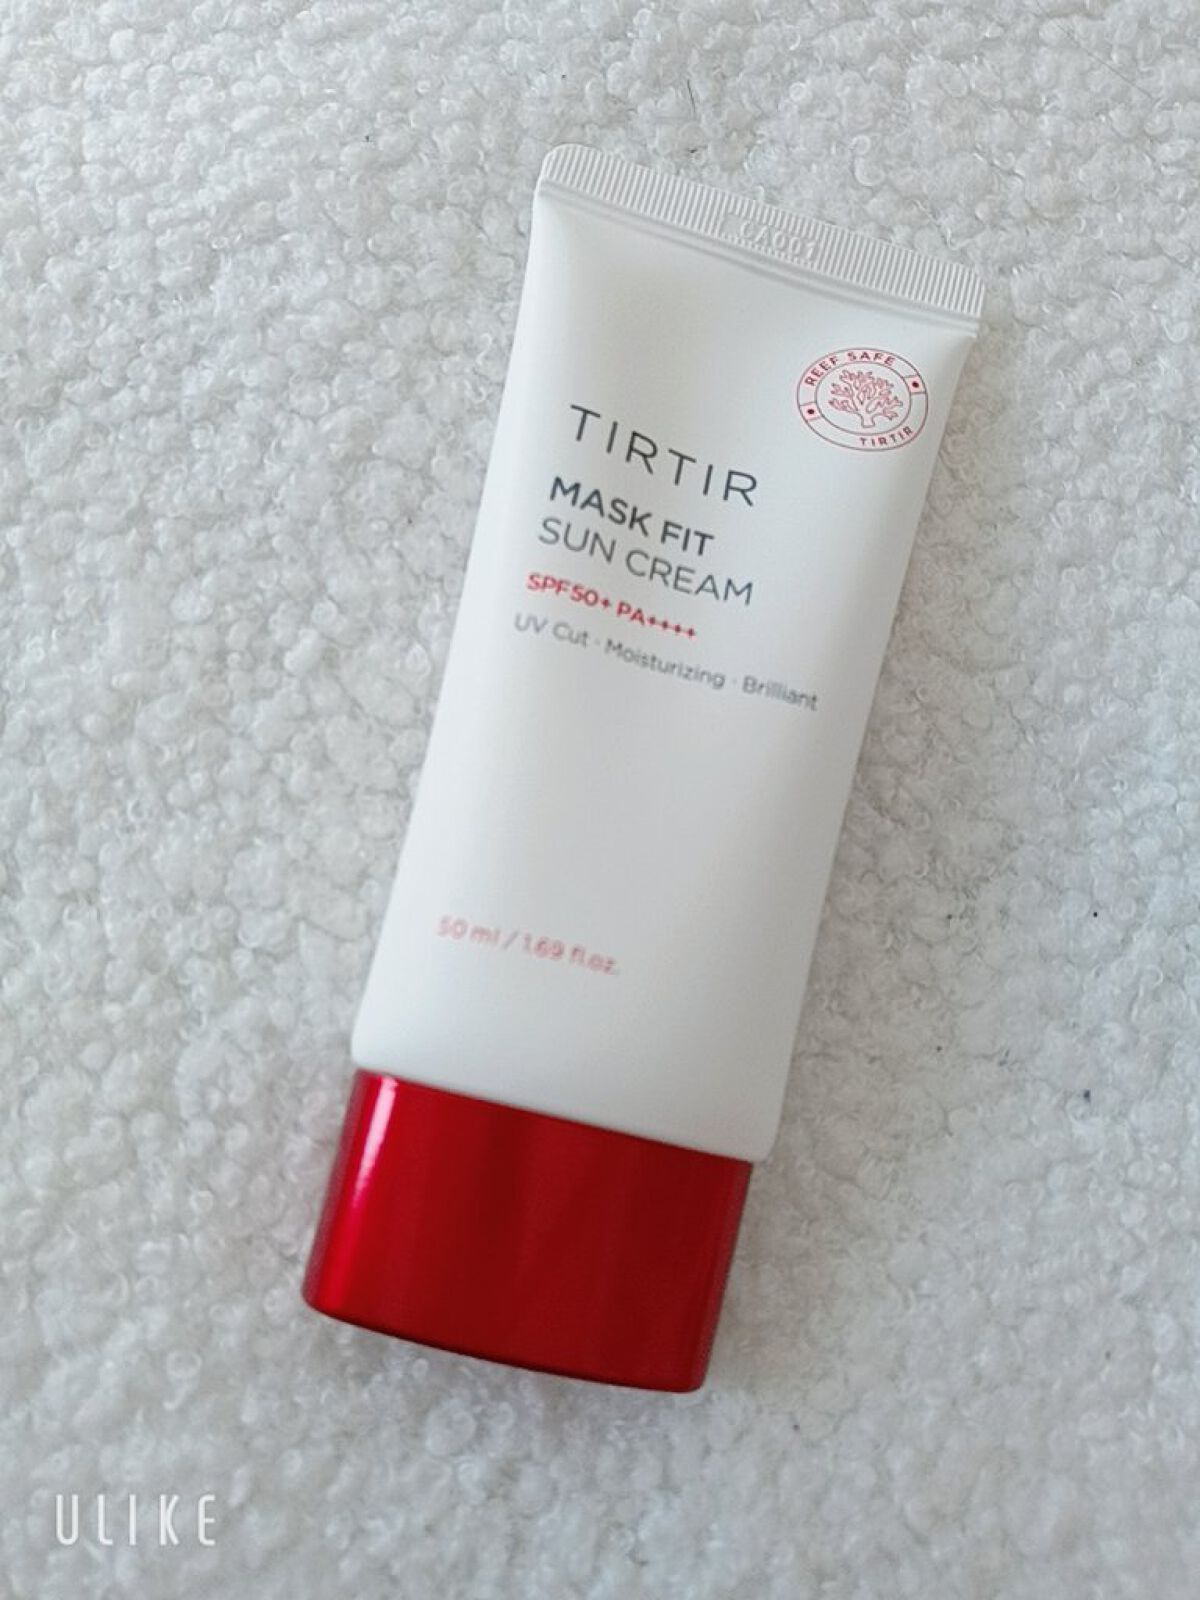 CZ001
REEF SAFE
TIRTIR
TIRTIR
MASK FIT
SUN CREAM
SPF50+ PA++++
UV Cut · Moisturizing · Brilliant
50 ml / 1.69 fl.oz.
ULIKE